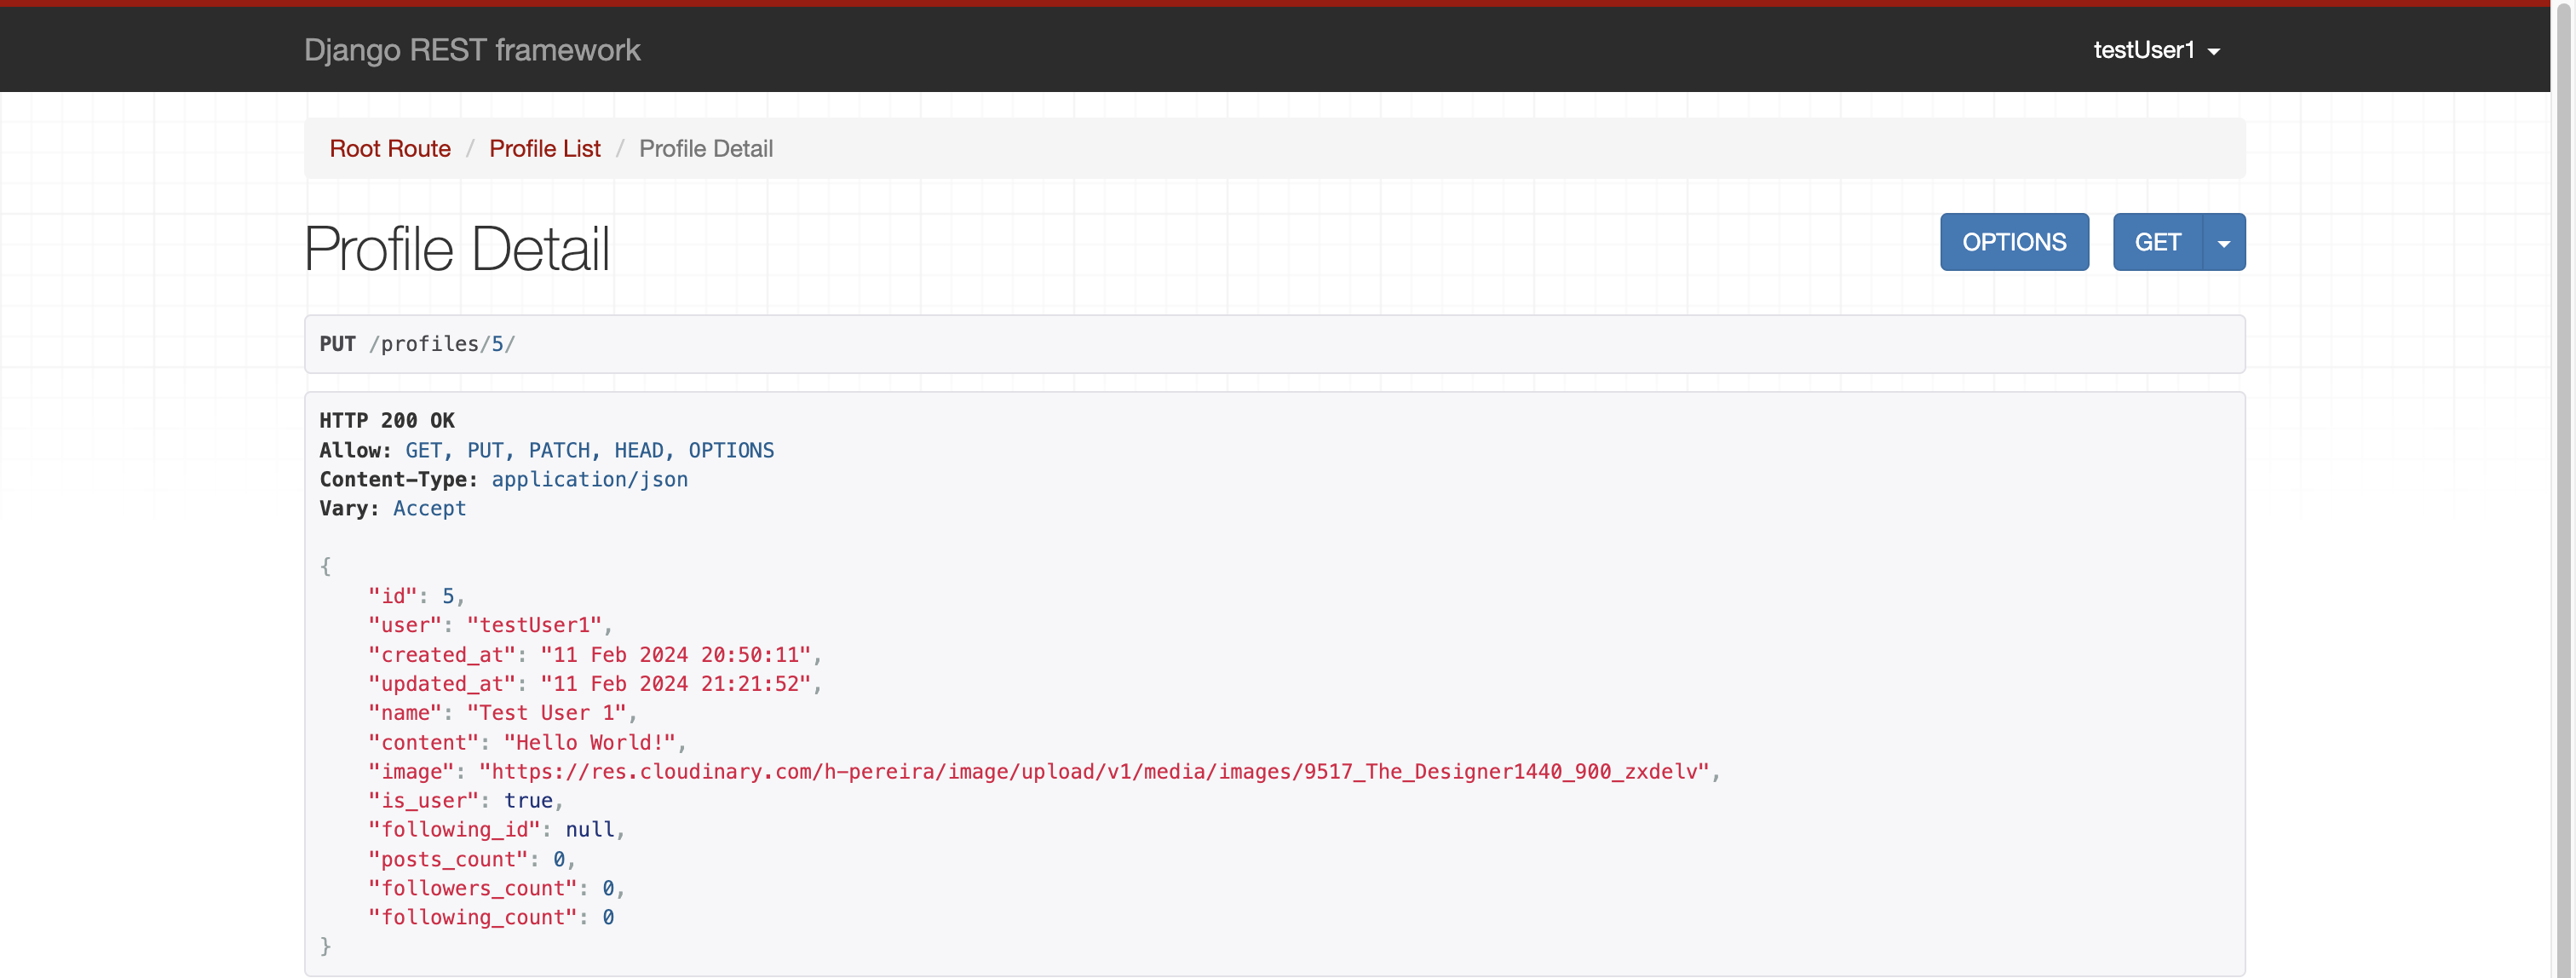 Django REST framework
testUser1
Root Route / Profile List / Profile Detail
Profile Detail
OPTIONS
GET
PUT /profiles/5/
HTTP 200 OK
Allow: GET, PUT, PATCH, HEAD, OPTIONS
Content-Type: application/json
Vary: Accept
{
    "id": 5,
    "user": "testUser1",
    "created_at": "11 Feb 2024 20:50:11",
    "updated_at": "11 Feb 2024 21:21:52",
    "name": "Test User 1",
    "content": "Hello World!",
    "image": "https://res.cloudinary.com/h-pereira/image/upload/v1/media/images/9517_The_Designer1440_900_zxdelv",
    "is_user": true,
    "following_id": null,
    "posts_count": 0,
    "followers_count": 0,
    "following_count": 0
}